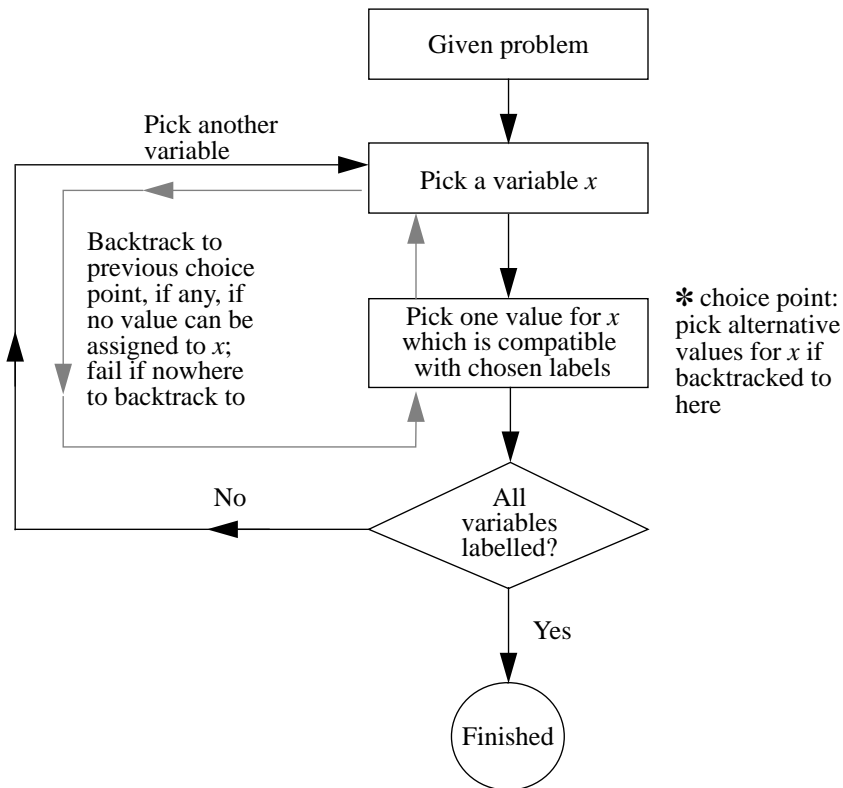 Given problem
Pick another
variable
Pick a variable x
Backtrack to
previous choice
point, if any, if
no value can be
assigned to x;
fail if nowhere
to backtrack to
Pick one value for x
which is compatible
with chosen labels
✻ choice point:
pick alternative
values for x if
backtracked to
here
No
All
variables
labelled?
Yes
Finished